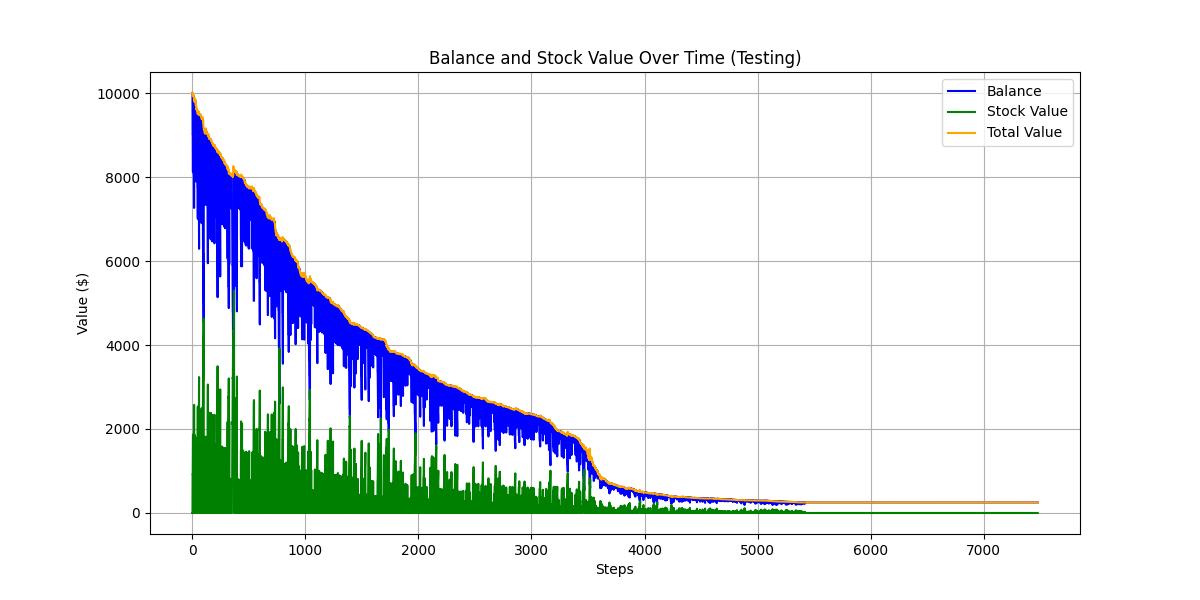 Balance and Stock Value Over Time (Testing)
Balance
Stock Value
Total Value
Value ($)
10000
8000
6000
4000
2000
0
0 1000 2000 3000 4000 5000 6000 7000
Steps